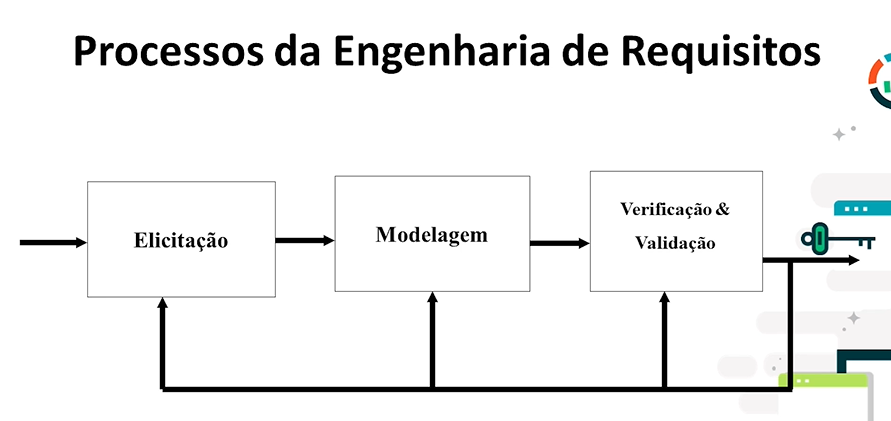 Processos da Engenharia de Requisitos
Elicitação
Modelagem
Verificação &
Validação